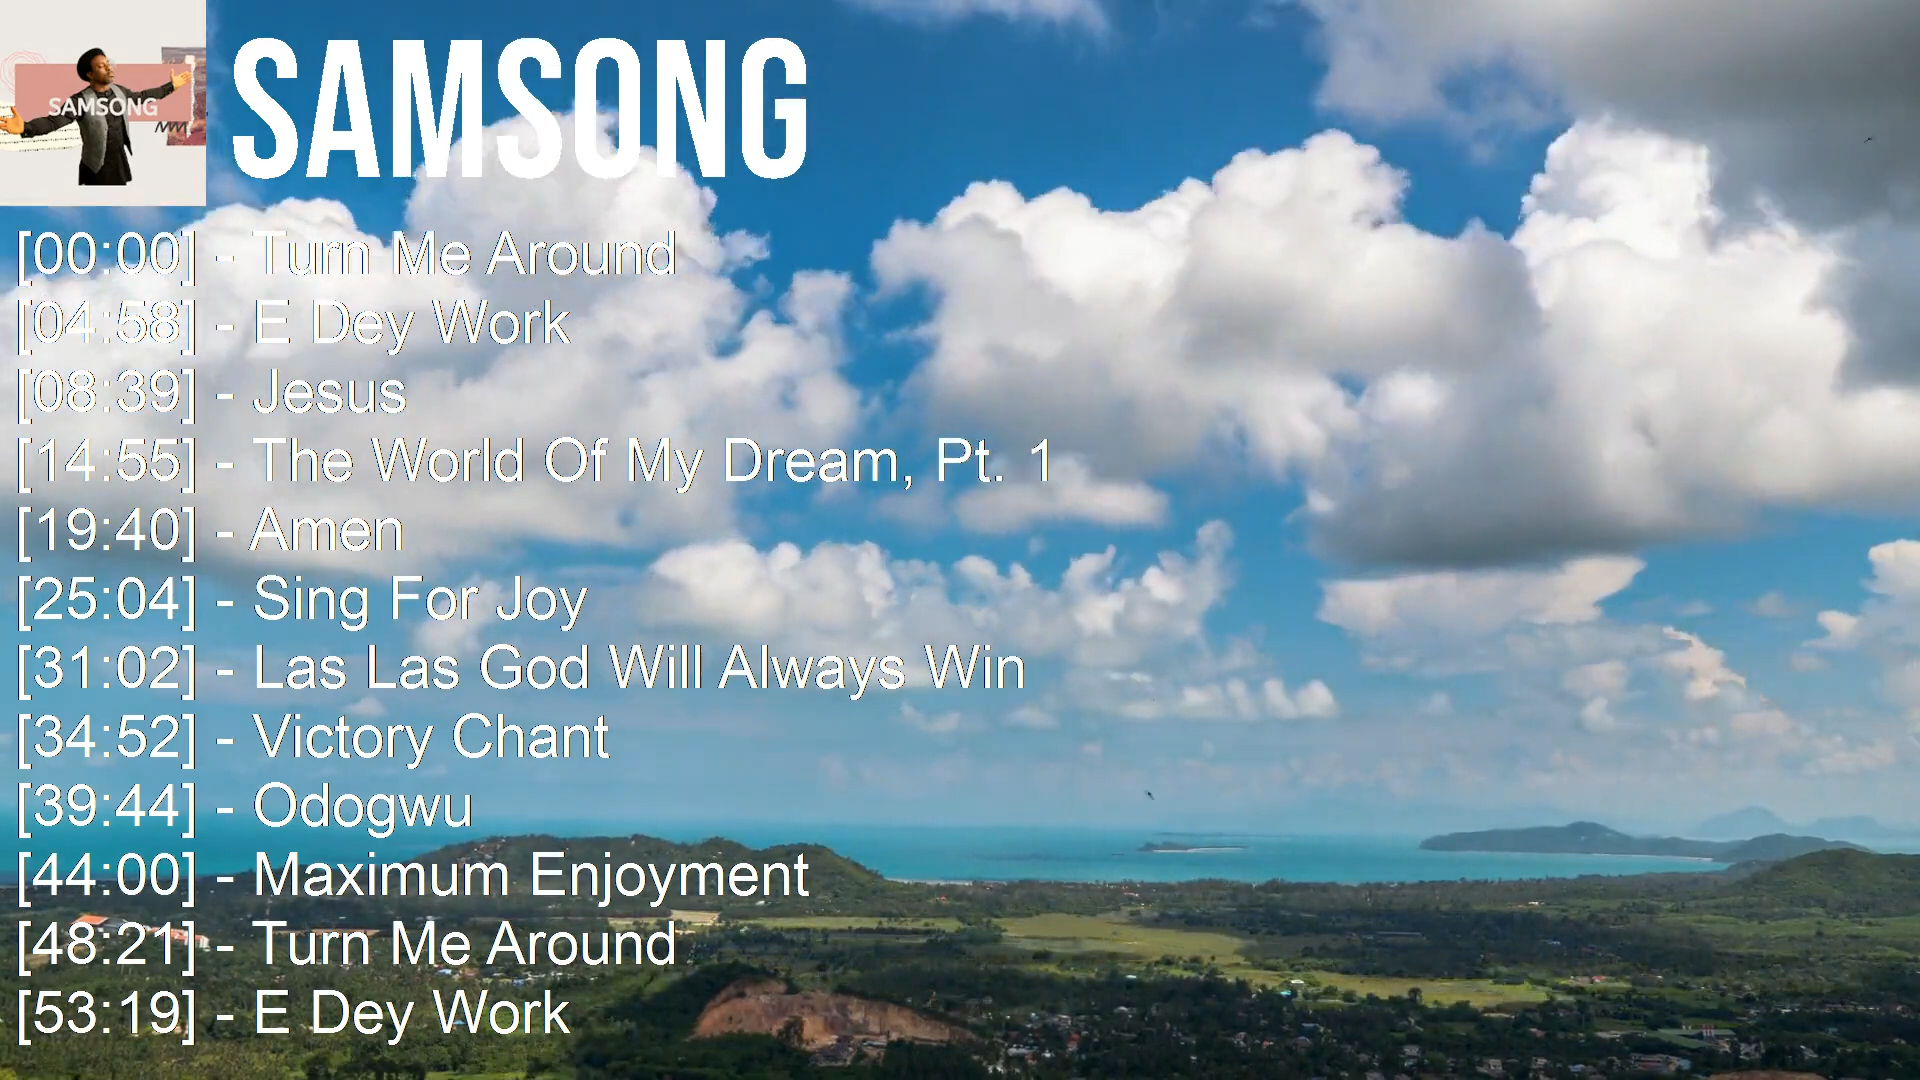 SAMSONG
SAMSONG
[00:00] - Turn Me Around
[04:58] - E Dey Work
[08:39] - Jesus
[14:55] - The World Of My Dream, Pt. 1
[19:40] - Amen
[25:04] - Sing For Joy
[31:02] - Las Las God Will Always Win
[34:52] - Victory Chant
[39:44] - Odogwu
[44:00] - Maximum Enjoyment
[48:21] - Turn Me Around
[53:19] - E Dey Work